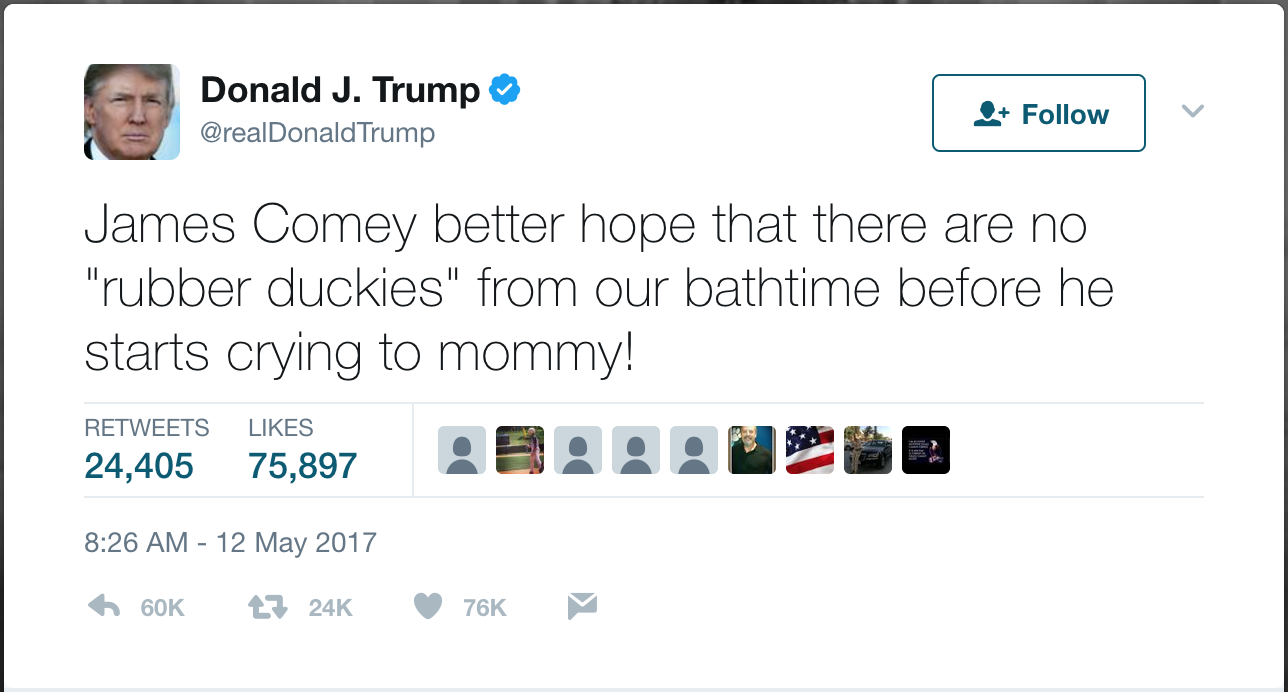 Donald J. Trump
@realDonaldTrump
Follow
James Comey better hope that there are no
"rubber duckies" from our bathtime before he
starts crying to mommy!
RETWEETS LIKES
24,405 75,897
8:26 AM - 12 May 2017
60K 24K 76K